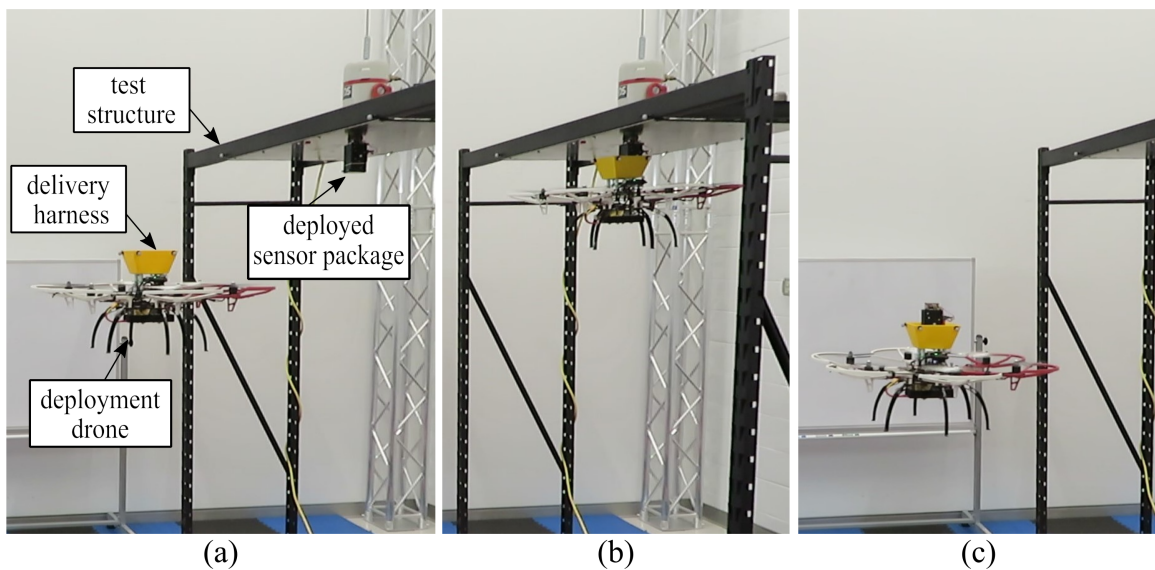 test
structure
delivery
harness
deployed
sensor package
deployment
drone
(a)
(b)
(c)